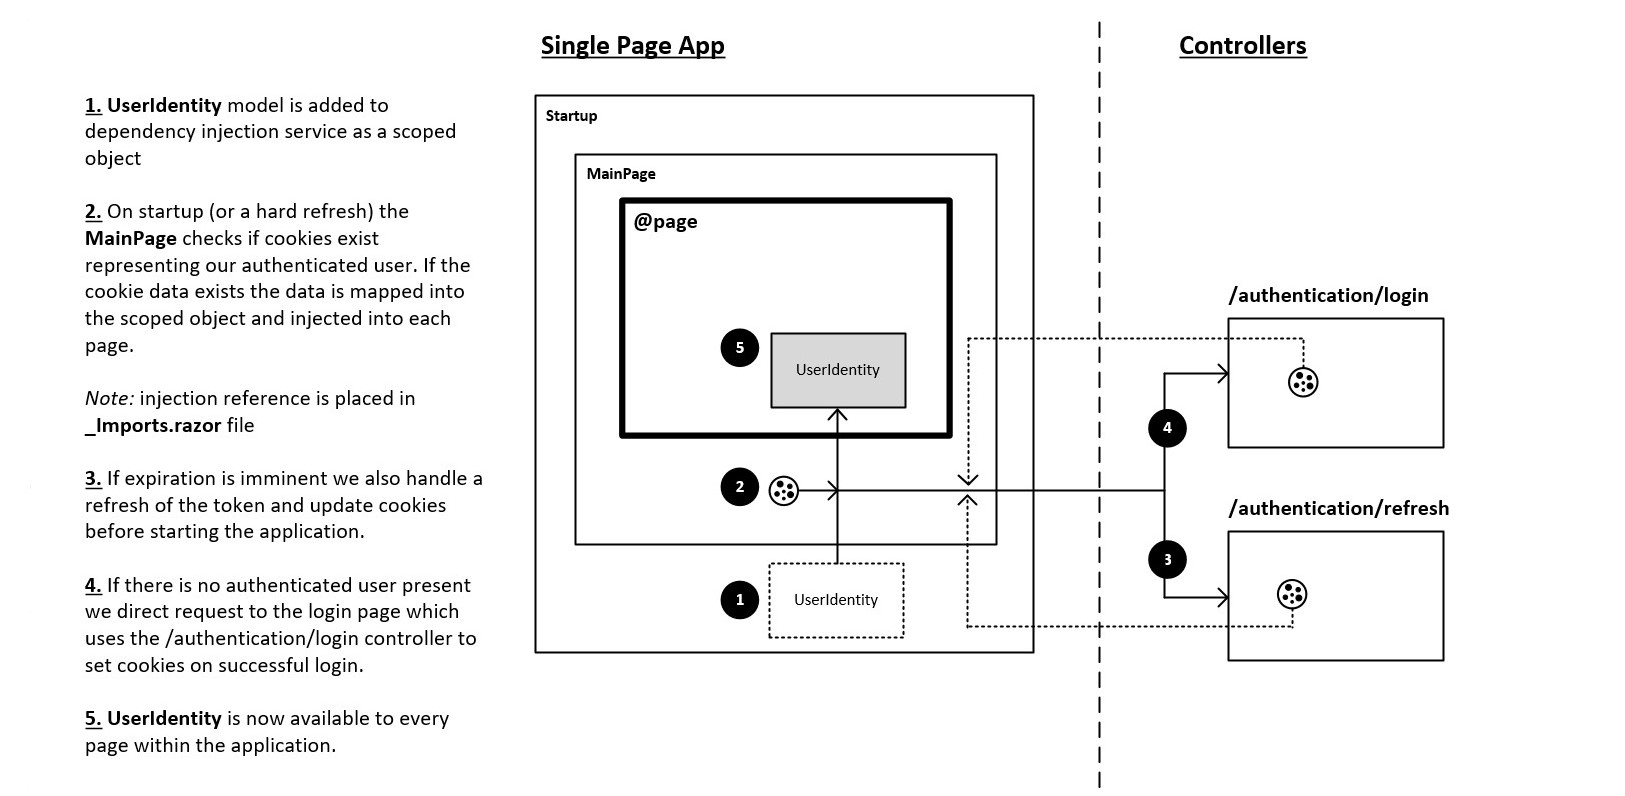 Single Page App
Controllers
1. UserIdentity model is added to
dependency injection service as a scoped
object
2. On startup (or a hard refresh) the
MainPage checks if cookies exist
representing our authenticated user. If the
cookie data exists the data is mapped into
the scoped object and injected into each
page.
Note: injection reference is placed in
_Imports.razor file
3. If expiration is imminent we also handle a
refresh of the token and update cookies
before starting the application.
4. If there is no authenticated user present
we direct request to the login page which
uses the /authentication/login controller to
set cookies on successful login.
5. UserIdentity is now available to every
page within the application.
Startup
MainPage
@page
5
UserIdentity
2
1
UserIdentity
/authentication/login
4
/authentication/refresh
3